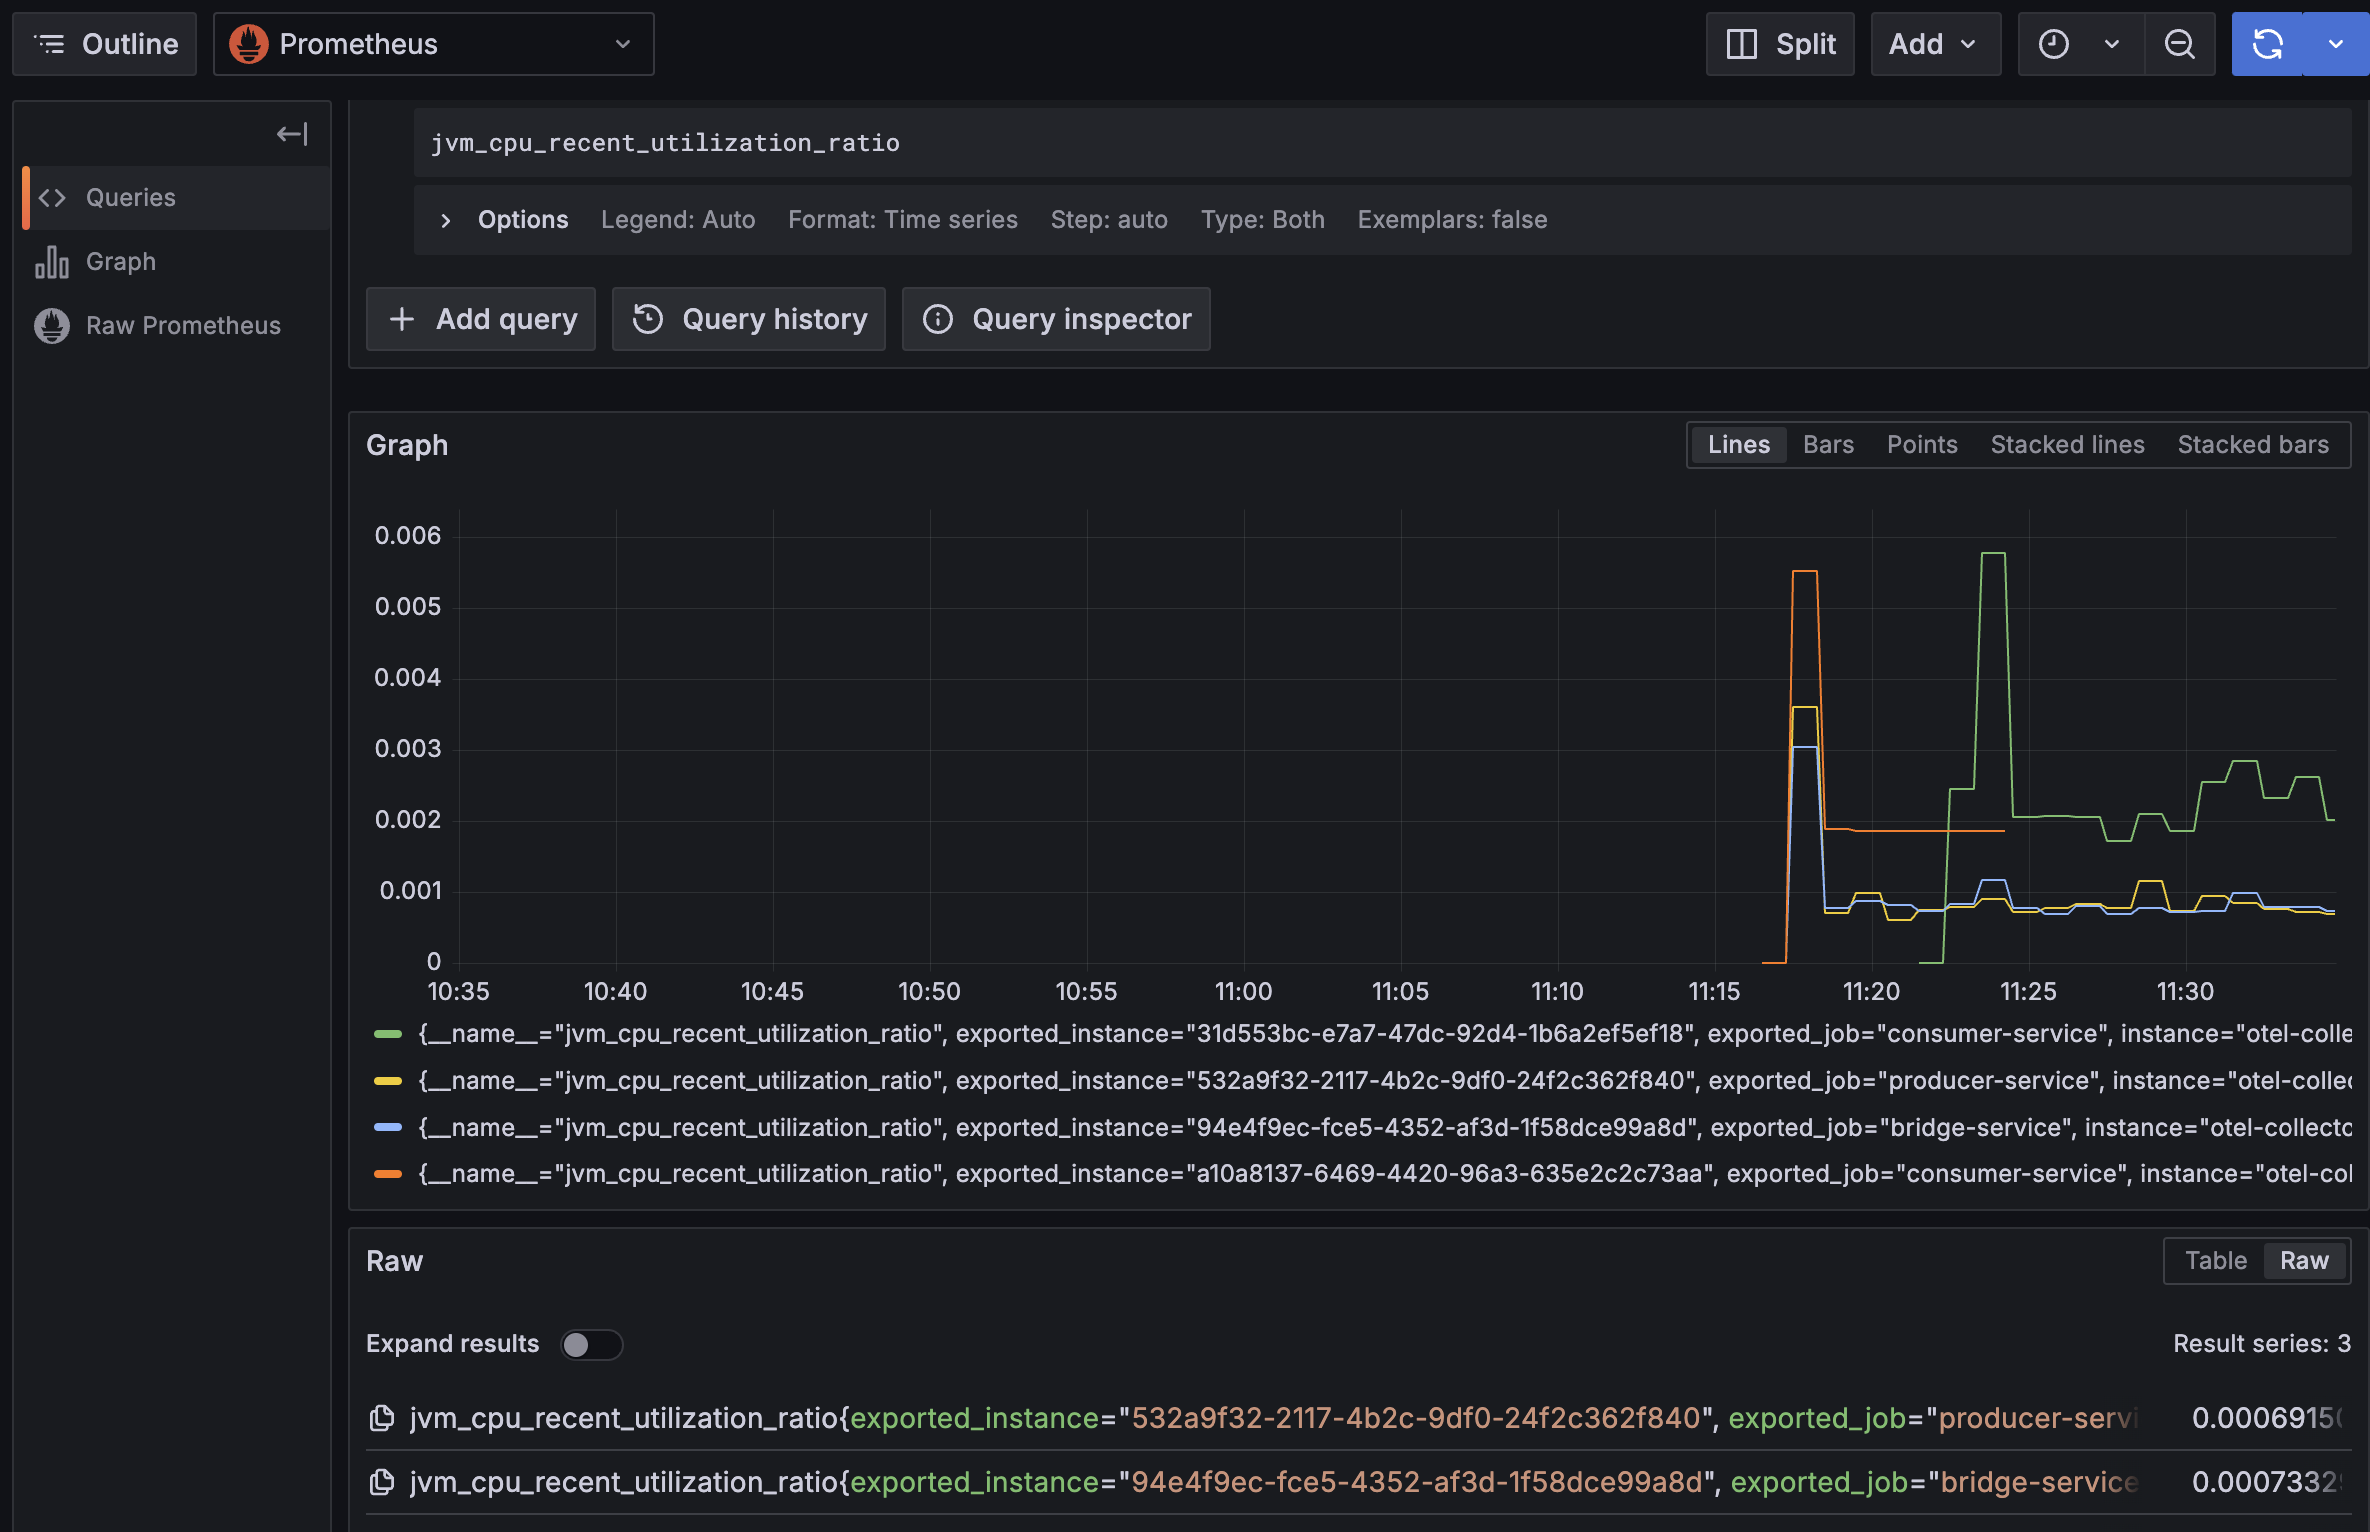 Outline Prometheus Split Add
jvm_cpu_recent_utilization_ratio
Queries
Options Legend: Auto Format: Time series Step: auto Type: Both Exemplars: false
Graph
Raw Prometheus
Add query Query history Query inspector
Graph Lines Bars Points Stacked lines Stacked bars
0.006
0.005
0.004
0.003
0.002
0.001
0
10:35 10:40 10:45 10:50 10:55 11:00 11:05 11:10 11:15 11:20 11:25 11:30
{__name__="jvm_cpu_recent_utilization_ratio", exported_instance="31d553bc-e7a7-47dc-92d4-1b6a2ef5ef18", exported_job="consumer-service", instance="otel-colle
{__name__="jvm_cpu_recent_utilization_ratio", exported_instance="532a9f32-2117-4b2c-9df0-24f2c362f840", exported_job="producer-service", instance="otel-collec
{__name__="jvm_cpu_recent_utilization_ratio", exported_instance="94e4f9ec-fce5-4352-af3d-1f58dce99a8d", exported_job="bridge-service", instance="otel-collecto
{__name__="jvm_cpu_recent_utilization_ratio", exported_instance="a10a8137-6469-4420-96a3-635e2c2c73aa", exported_job="consumer-service", instance="otel-col
Raw Table Raw
Expand results Result series: 3
jvm_cpu_recent_utilization_ratio{exported_instance="532a9f32-2117-4b2c-9df0-24f2c362f840", exported_job="producer-servi 0.00069150
jvm_cpu_recent_utilization_ratio{exported_instance="94e4f9ec-fce5-4352-af3d-1f58dce99a8d", exported_job="bridge-service 0.00073329